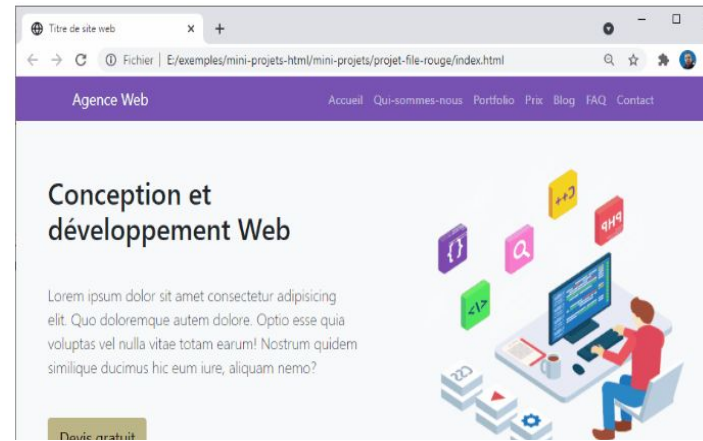 Titre de site web
Fichier | E:/exemples/mini-projets-html/mini-projets/projet-file-rouge/index.html
Agence Web
Accueil Qui-sommes-nous Portfolio Prix Blog FAQ Contact
Conception et
développement Web
Lorem ipsum dolor sit amet consectetur adipisicing
elit. Quo doloremque autem dolore. Optio esse quia
voluptas vel nulla vitae totam earum! Nostrum quidem
similique ducimus hic eum iure, aliquam nemo?
Devis gratuit
C++
PHP
{}
</>